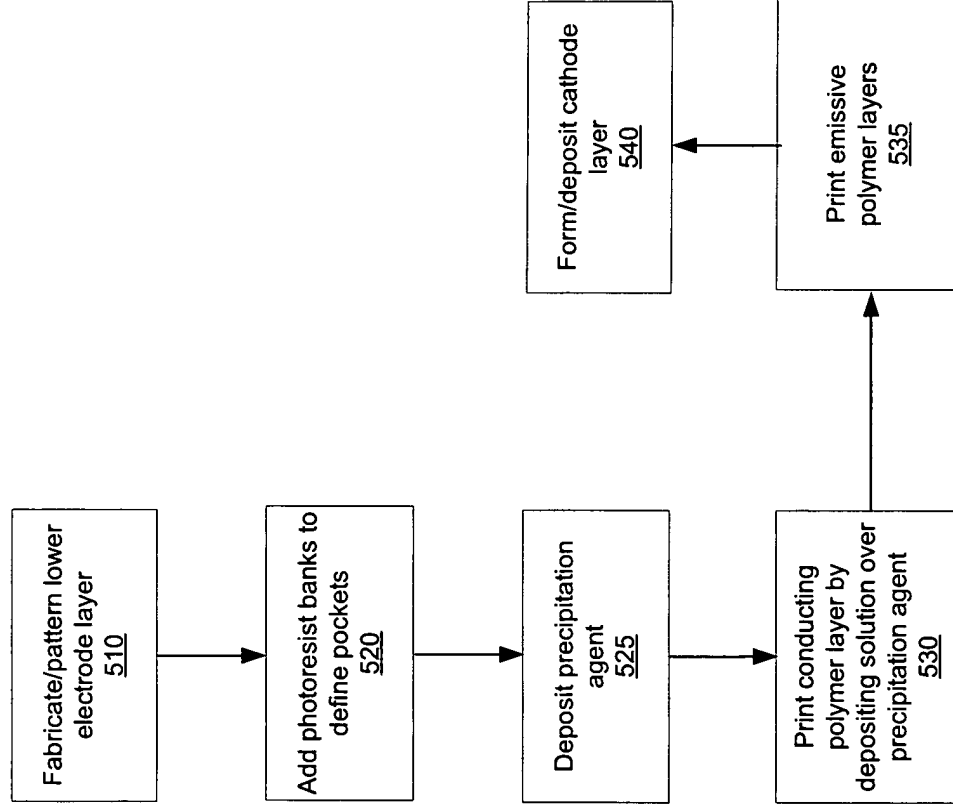 Fabricate/pattern lower
electrode layer
510
Add photoresist banks to
define pockets
520
Deposit precipitation
agent
525
Print conducting
polymer layer by
depositing solution over
precipitation agent
530
Print emissive
polymer layers
535
Form/deposit cathode
layer
540